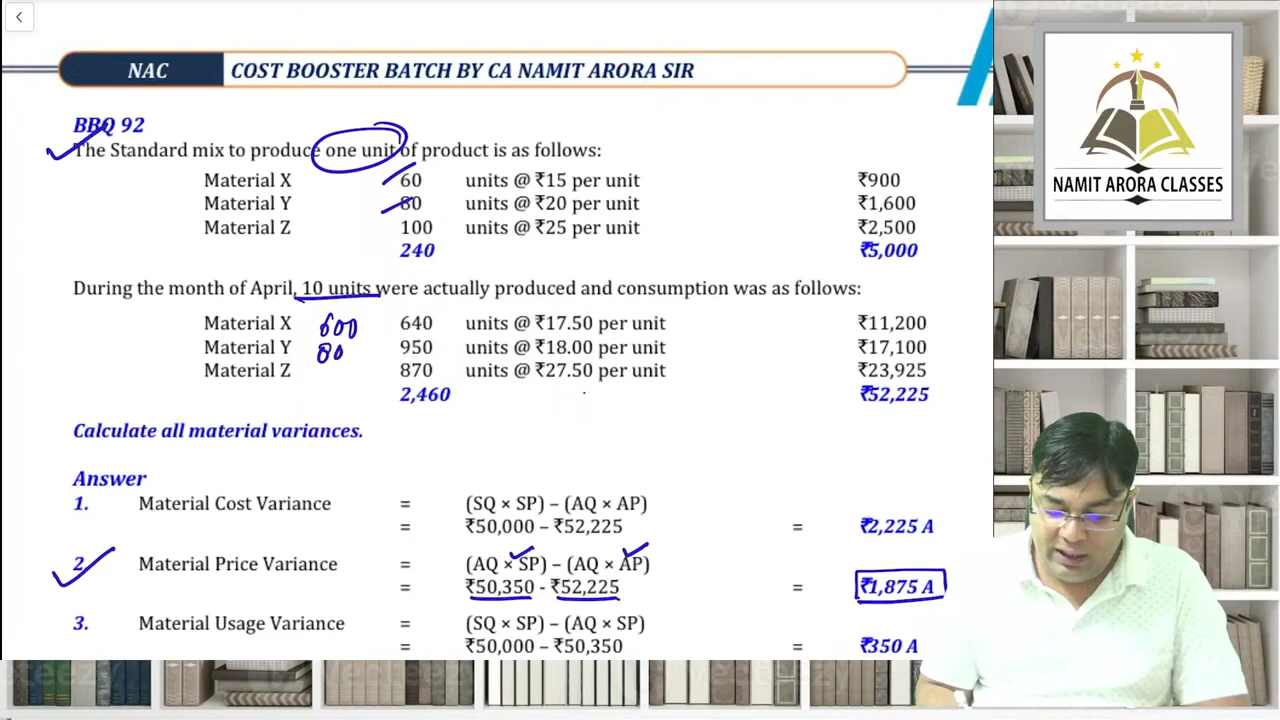 NAC COST BOOSTER BATCH BY CA NAMIT ARORA SIR
BBQ 92
The Standard mix to produce one unit of product is as follows:
Material X 60 units @ ₹15 per unit ₹900
Material Y 80 units @ ₹20 per unit ₹1,600
Material Z 100 units @ ₹25 per unit ₹2,500
240 ₹5,000
During the month of April, 10 units were actually produced and consumption was as follows:
Material X 600 640 units @ ₹17.50 per unit ₹11,200
Material Y 80 950 units @ ₹18.00 per unit ₹17,100
Material Z 870 units @ ₹27.50 per unit ₹23,925
2,460 ₹52,225
Calculate all material variances.
Answer
1. Material Cost Variance = (SQ × SP) – (AQ × AP)
= ₹50,000 – ₹52,225 = ₹2,225 A
2 Material Price Variance = (AQ × SP) – (AQ × AP)
= ₹50,350 - ₹52,225 = ₹1,875 A
3. Material Usage Variance = (SQ × SP) – (AQ × SP)
= ₹50,000 – ₹50,350 = ₹350 A
NAMIT ARORA CLASSES